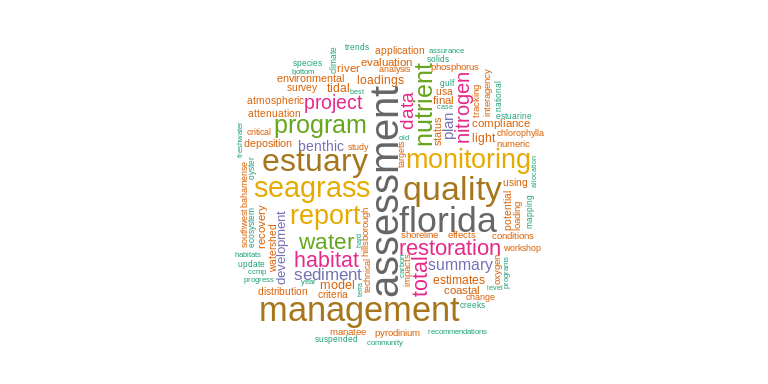 trends
application
assurance
species
climate
river
evaluation
solids
bottom
analysis
phosphorus
environmental
tidal
loadings
gulf
national
survey
best
usa
tracking
interagency
atmospheric
project
data
nutrient
final
nitrogen
case
estuarine
attenuation
program
old
status
plan
compliance
critical
light
chlorophylla
freshwater
deposition
benthic
study
targets
numeric
estuary
assessment
monitoring
oyster
seagrass
quality
using
allocation
bahamense
report
florida
potential
loading
mapping
southwest
ecosystem
recovery
water
hard
hillsborough
shoreline
effects
conditions
habitats
watershed
development
habitat
restoration
workshop
update
ccmp
sediment
technical
carbon
impacts
total
summary
oxygen
programs
progress
year
model
estimates
distribution
criteria
terra
coastal
level
change
management
creeks
manatee
pyrodinium
recommendations
suspended
community